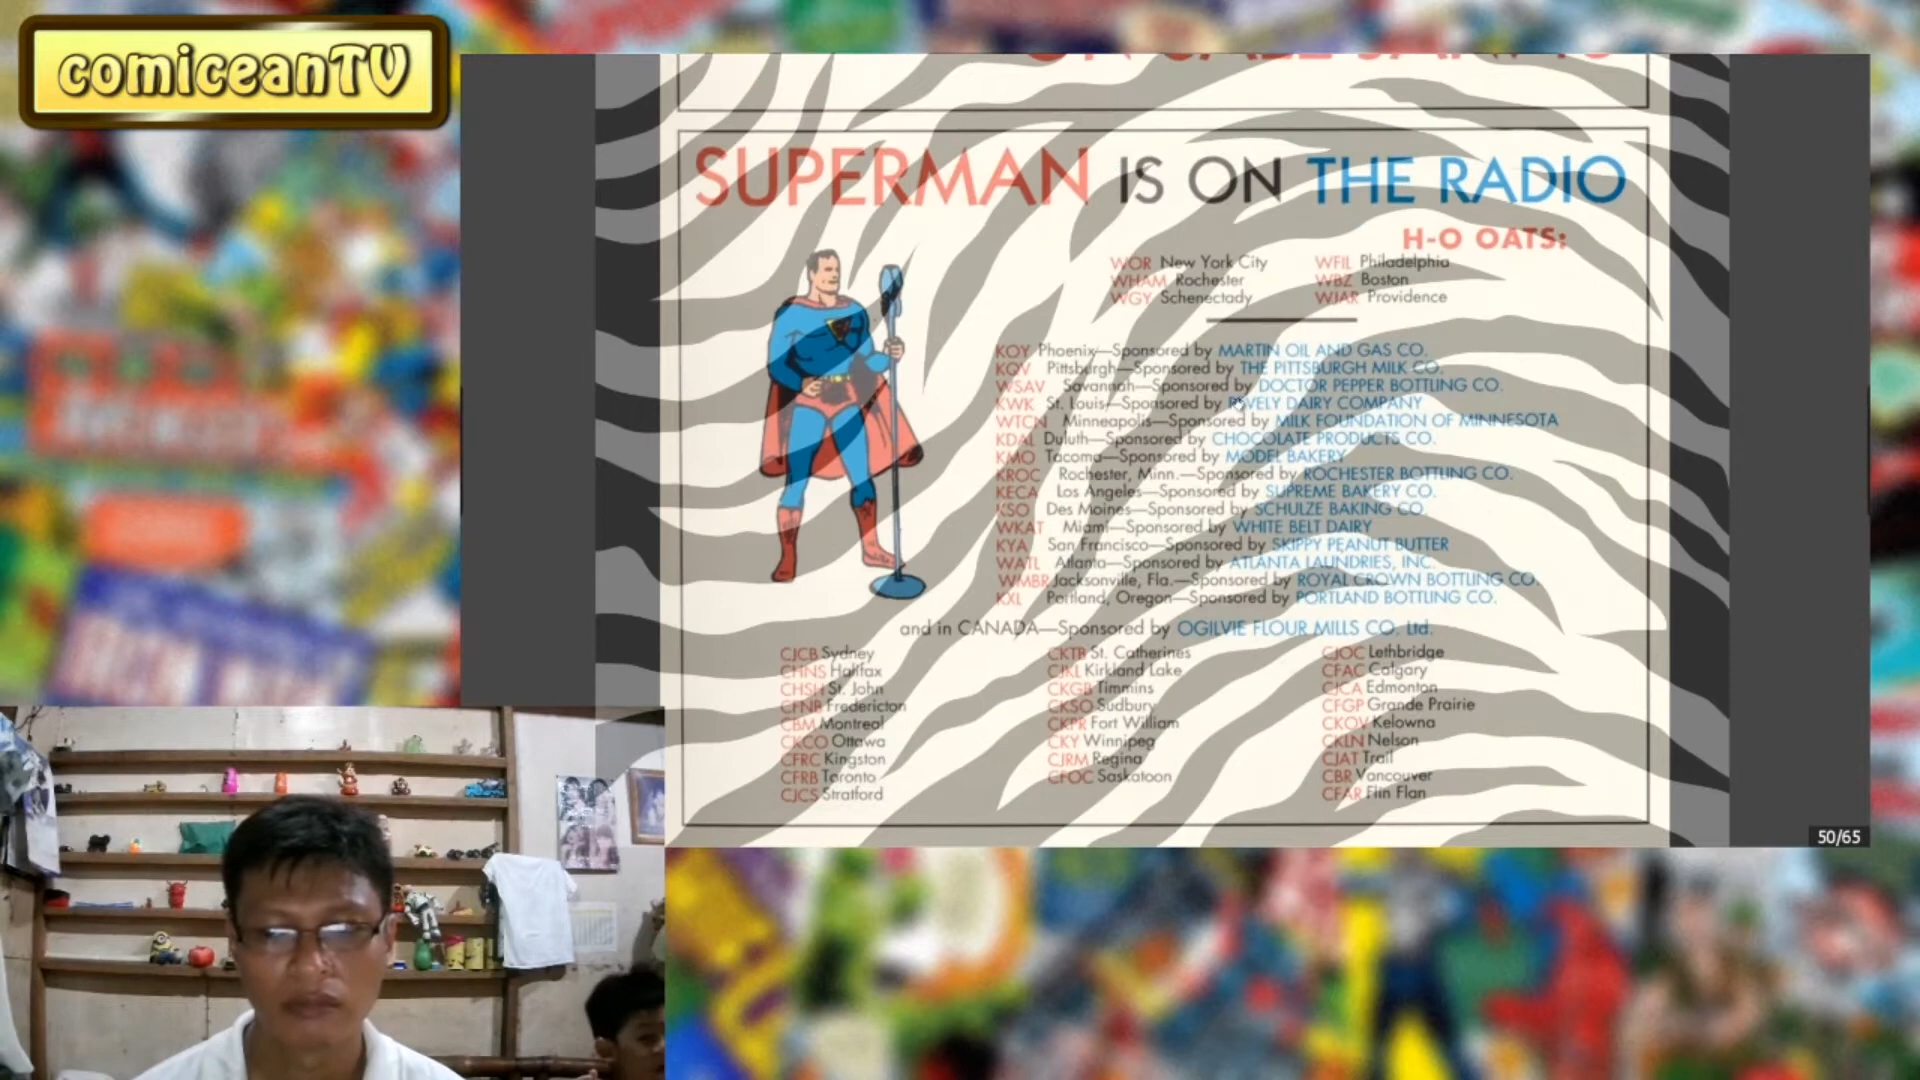 comiceanTV
SUPERMAN IS ON THE RADIO
H-O OATS:
WOR New York City
WHAM Rochester
WGY Schenectady
WFIL Philadelphia
WBZ Boston
WJAR Providence
KOY Phoenix—Sponsored by MARTIN OIL AND GAS CO.
KQV Pittsburgh—Sponsored by THE PITTSBURGH MILK CO.
WSAV Savannah—Sponsored by DOCTOR PEPPER BOTTLING CO.
KWK St. Louis—Sponsored by DAIRY COMPANY
WTCN Minneapolis—Sponsored by MILK FOUNDATION OF MINNESOTA
KDAL Duluth—Sponsored by CHOCOLATE PRODUCTS CO.
KMO Tacoma—Sponsored by MODEL BAKERY
KROC Rochester, Minn.—Sponsored by ROCHESTER BOTTLING CO.
KECA Los Angeles—Sponsored by SUPREME BAKERY CO.
KSO Des Moines—Sponsored by SCHULZE BAKING CO.
WKAT Miami—Sponsored by WHITE BELT DAIRY
KYA San Francisco—Sponsored by SKIPPY PEANUT BUTTER
WATL Atlanta—Sponsored by ATLANTA LAUNDRIES, INC.
WMBR Jacksonville, Fla.—Sponsored by ROYAL CROWN BOTTLING CO.
KXL Portland, Oregon—Sponsored by PORTLAND BOTTLING CO.
and in CANADA—Sponsored by OGILVIE FLOUR MILLS CO. Ltd.
CJCB Sydney
CHNS Halifax
CHSH St. John
CFNB Fredericton
CBM Montreal
CKCO Ottawa
CFRC Kingston
CFRB Toronto
CJCS Stratford
CKTB St. Catherines
CJKL Kirkland Lake
CKGB Timmins
CKSO Sudbury
CKPR Fort William
CKY Winnipeg
CJRM Regina
CFOC Saskatoon
CJOC Lethbridge
CFAC Calgary
CJCA Edmonton
CFGP Grande Prairie
CKOV Kelowna
CKLN Nelson
CJAT Trail
CBR Vancouver
CFAR Flin Flan
50/65